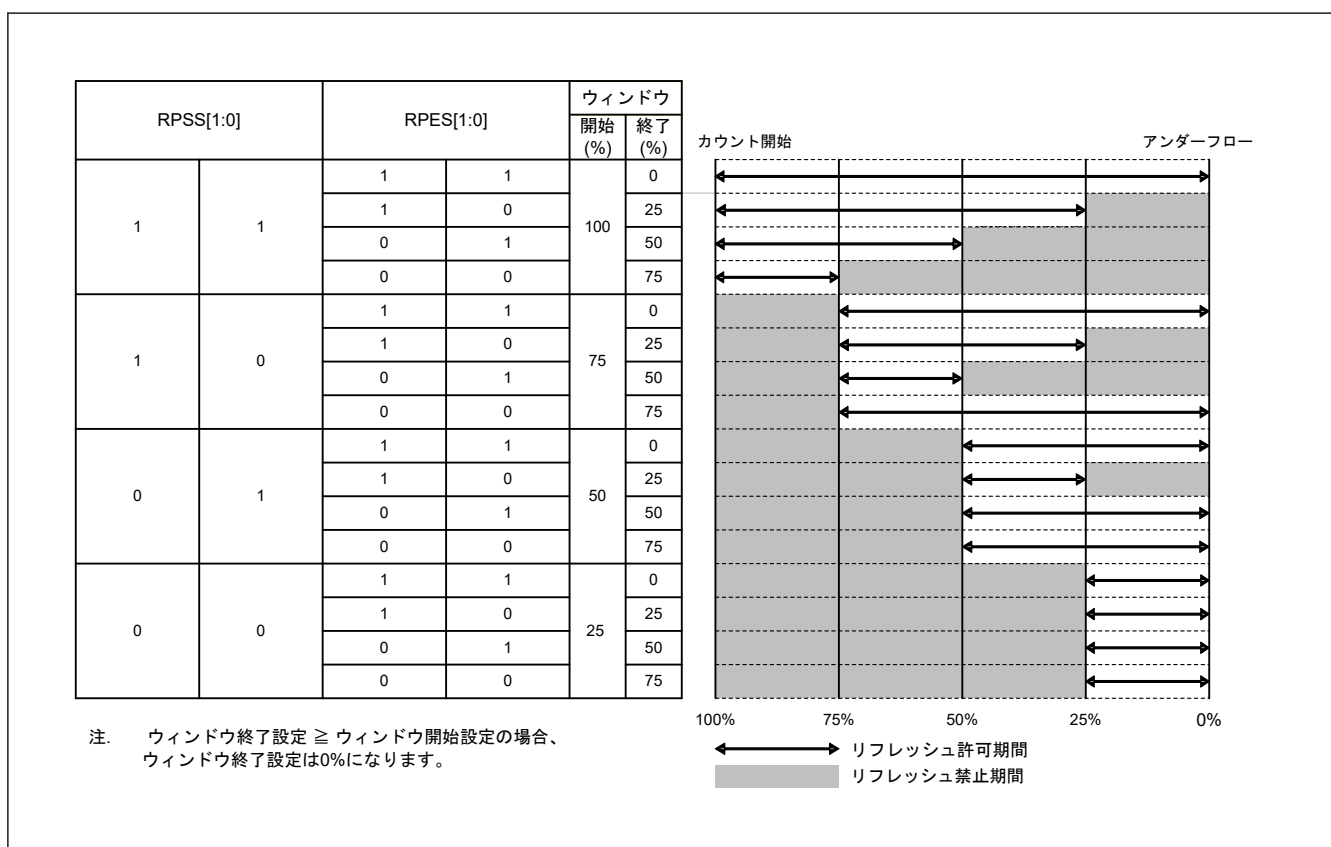 RPSS[1:0] RPES[1:0] ウィンドウ
開始(%) 終了(%)
カウント開始 アンダーフロー
1 1 1 1 100 0
1 0 25
0 1 50
0 0 75
1 0 1 1 75 0
1 0 25
0 1 50
0 0 75
0 1 1 1 50 0
1 0 25
0 1 50
0 0 75
0 0 1 1 25 0
1 0 25
0 1 50
0 0 75
100% 75% 50% 25% 0%
注. ウィンドウ終了設定 ≧ ウィンドウ開始設定の場合、
ウィンドウ終了設定は0%になります。
リフレッシュ許可期間
リフレッシュ禁止期間